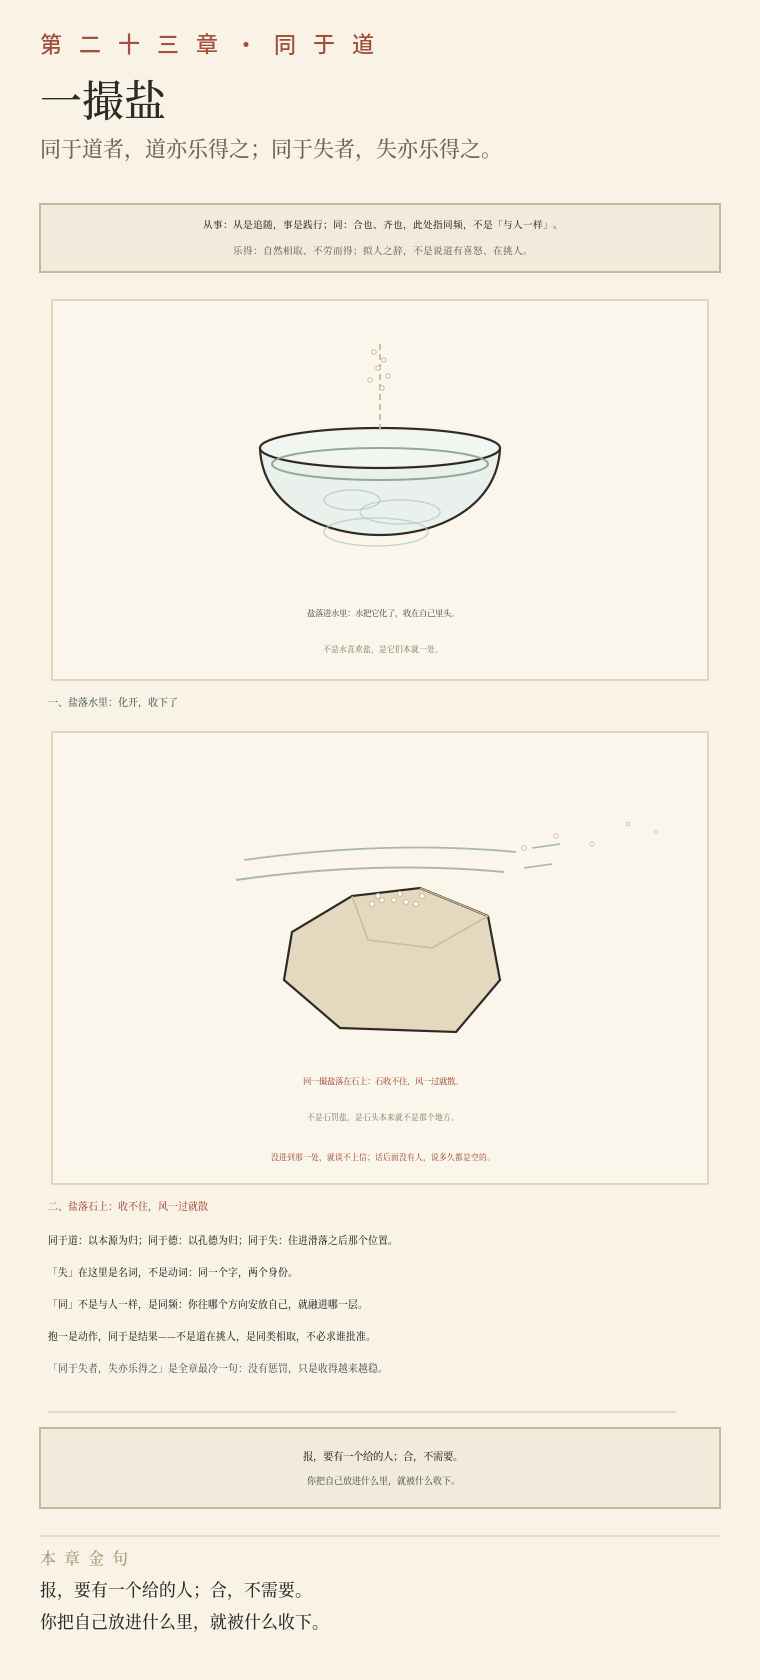 第二十三章·同于道
一撮盐
同于道者，道亦乐得之；同于失者，失亦乐得之。
从事：从是追随，事是践行；同：合也、齐也，此处指同频，不是「与人一样」。
乐得：自然相取、不劳而得；拟人之辞，不是说道有喜怒、在挑人。
盐落进水里：水把它化了，收在自己里头。
不是水喜欢盐，是它们本就一处。
一、盐落水里：化开，收下了
同一撮盐落在石上：石收不住，风一过就散。
不是石罚盐，是石头本来就不是那个地方。
没进到那一处，就谈不上信；话后面没有人，说多久都是空的。
二、盐落石上：收不住，风一过就散
同于道：以本源为归；同于德：以孔德为归；同于失：住进滑落之后那个位置。
「失」在这里是名词，不是动词：同一个字，两个身份。
「同」不是与人一样，是同频：你往哪个方向安放自己，就融进哪一层。
抱一是动作，同于是结果——不是道在挑人，是同类相取，不必求谁批准。
「同于失者，失亦乐得之」是全章最冷一句：没有惩罚，只是收得越来越稳。
报，要有一个给的人；合，不需要。
你把自己放进什么里，就被什么收下。
本章金句
报，要有一个给的人；合，不需要。
你把自己放进什么里，就被什么收下。